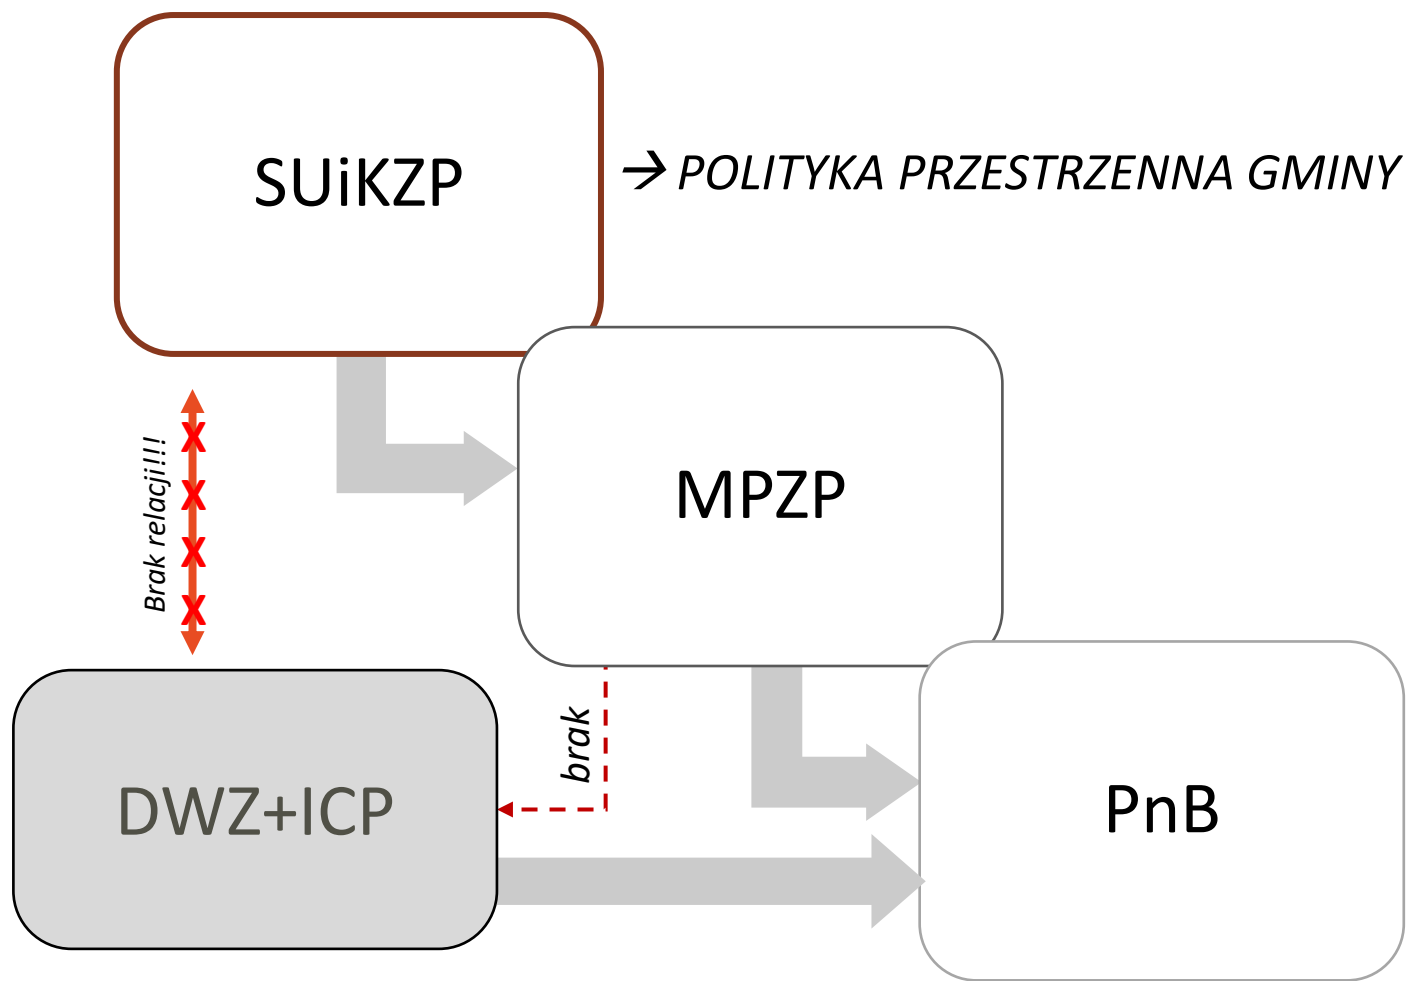 SUiKZP
→ POLITYKA PRZESTRZENNA GMINY
Brak relacji!!!
X
X
X
X
MPZP
brak
DWZ+ICP
PnB